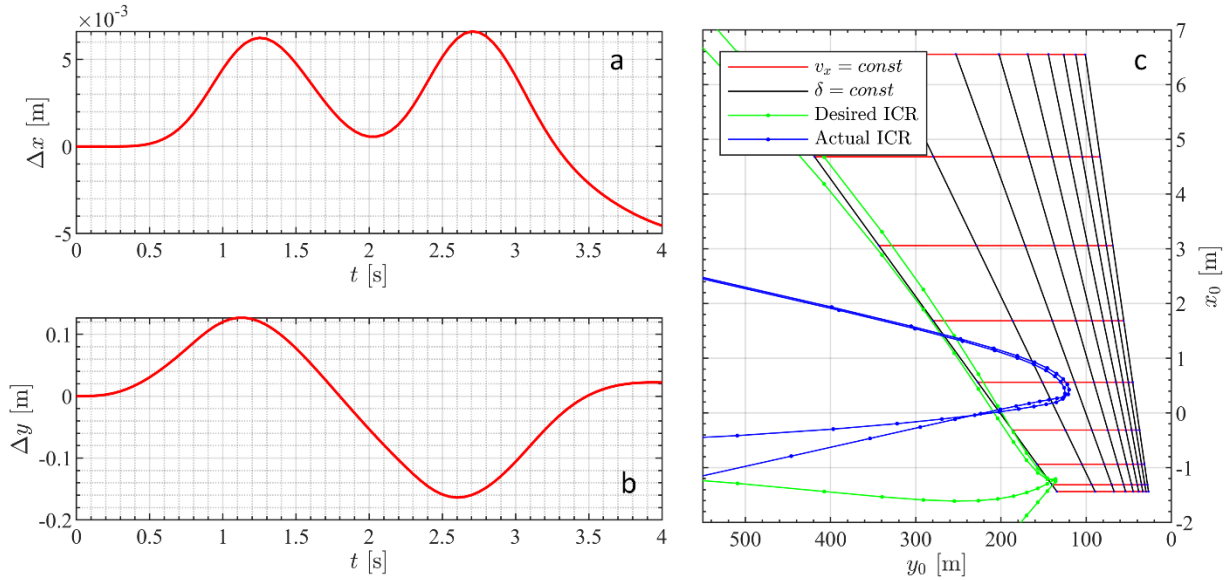 ×10⁻³
a
5
0
-5
Δx [m]
0 0.5 1 1.5 2 2.5 3 3.5 4
t [s]
0.1
0
-0.1
-0.2
Δy [m]
b
0 0.5 1 1.5 2 2.5 3 3.5 4
t [s]
c
v_x = const
δ = const
Desired ICR
Actual ICR
7
6
5
4
3
2
1
0
-1
-2
x₀ [m]
500 400 300 200 100 0
y₀ [m]